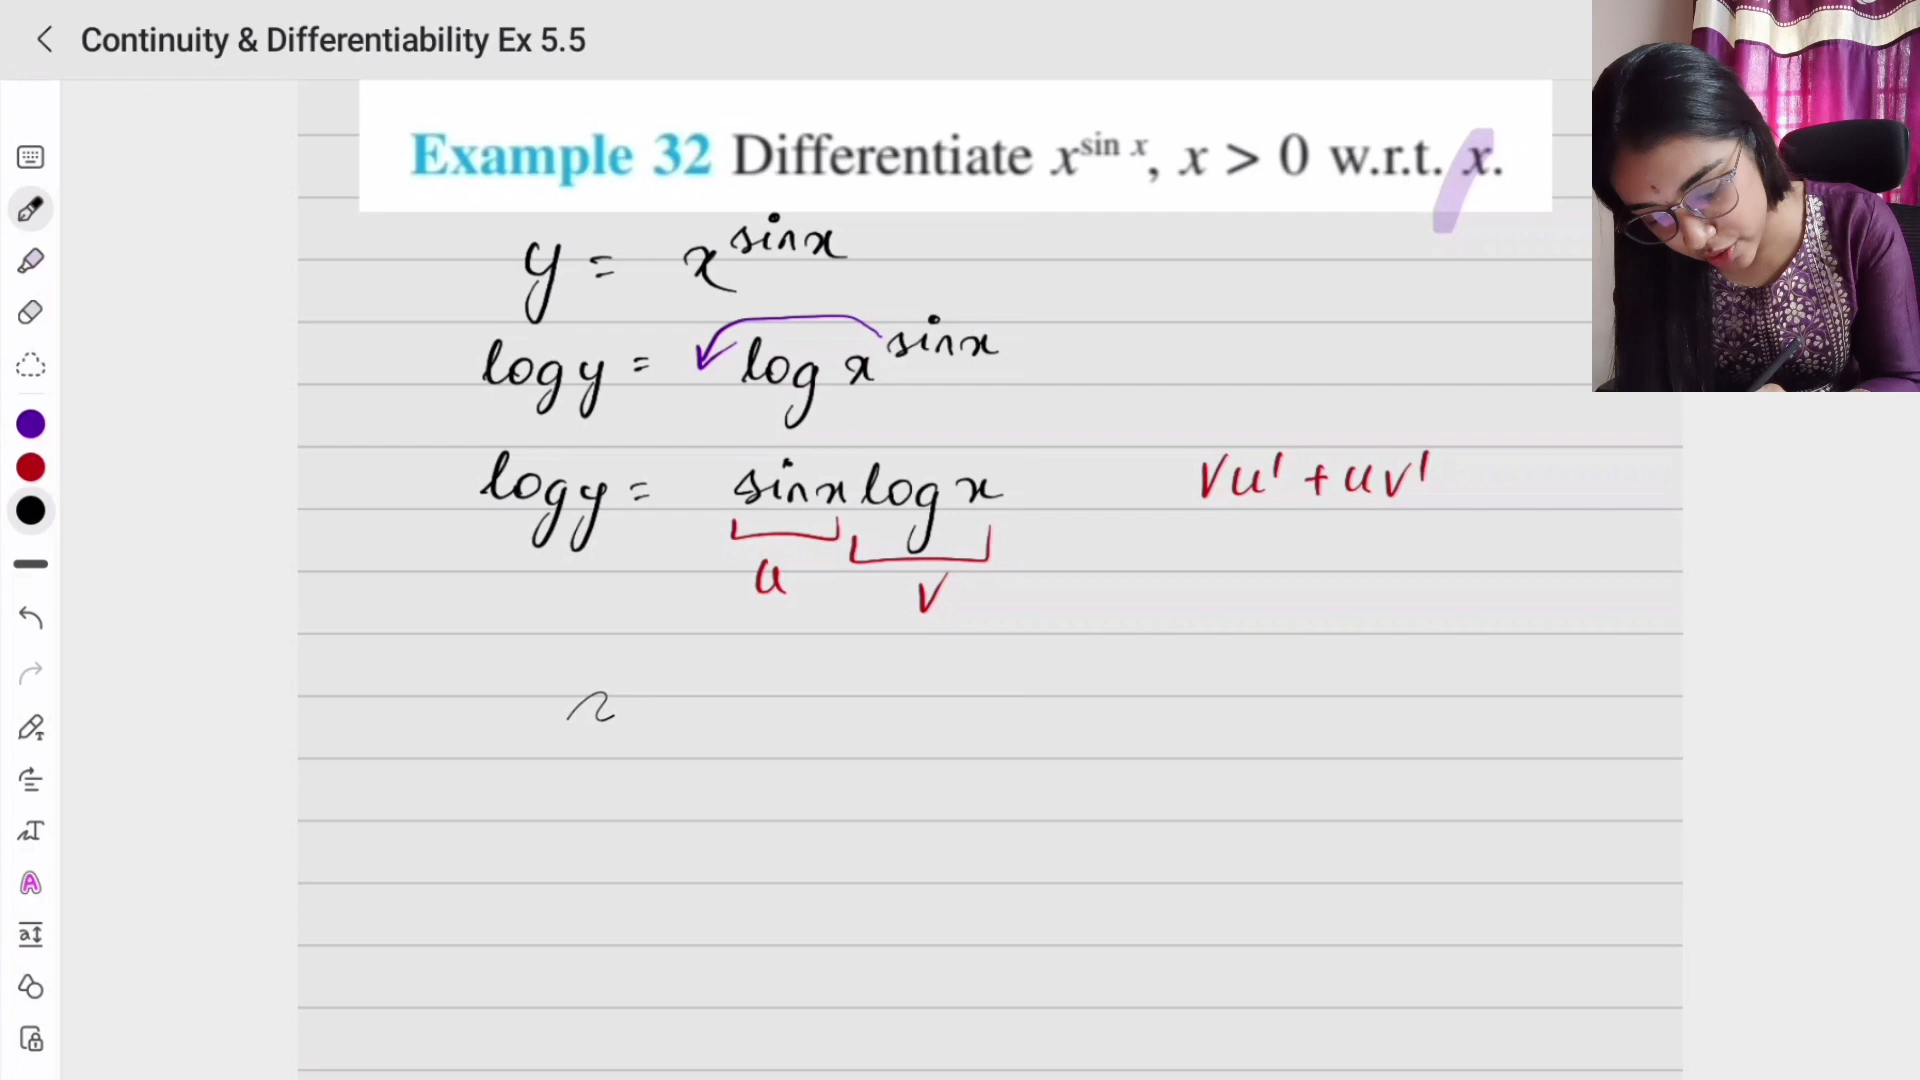 Continuity & Differentiability Ex 5.5
Example 32 Differentiate x^sin x, x > 0 w.r.t. x.
y = x^sinx
log y = log x^sinx
log y = sinx log x
vu' + uv'
u
v